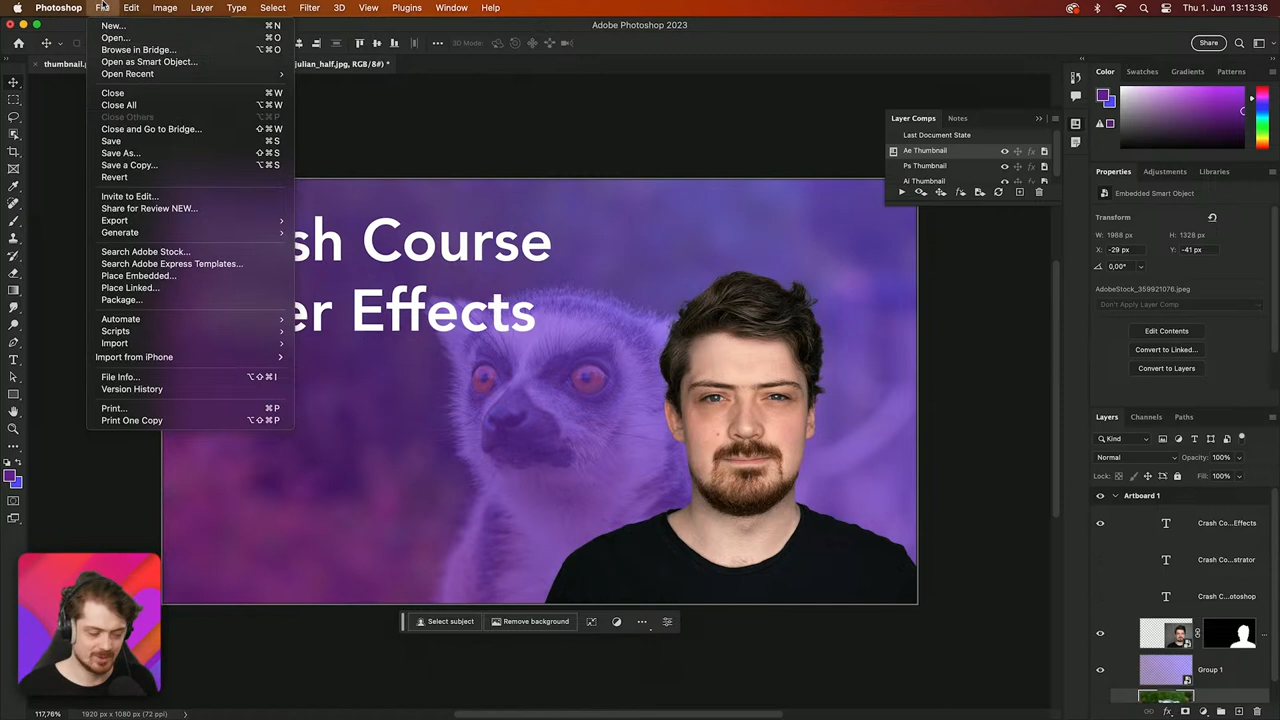 Photoshop File Edit Image Layer Type Select Filter 3D View Plugins Window Help Thu 1. Jun 13:13:36
Adobe Photoshop 2023
3D Mode: Share
thumbnail.p julian_half.jpg, RGB/8#) *
New... ⌘N
Open... ⌘O
Browse in Bridge... ⌥⌘O
Open as Smart Object...
Open Recent
Close ⌘W
Close All ⌥⌘W
Close Others
Close and Go to Bridge... ⇧⌘W
Save ⌘S
Save As... ⇧⌘S
Save a Copy... ⌥⌘S
Revert
Invite to Edit...
Share for Review NEW...
Export
Generate
Search Adobe Stock...
Search Adobe Express Templates...
Place Embedded...
Place Linked...
Package...
Automate
Scripts
Import
Import from iPhone
File Info... ⌥⇧⌘I
Version History
Print... ⌘P
Print One Copy ⌥⇧⌘P
sh Course
er Effects
Select subject Remove background
117,76% 1920 px x 1080 px (72 ppi)
Layer Comps Notes
Last Document State
Ae Thumbnail
Ps Thumbnail
Ai Thumbnail
Color Swatches Gradients Patterns
Properties Adjustments Libraries
Embedded Smart Object
Transform
W: 1988 px H: 1328 px
X: -29 px Y: -41 px
0,00°
AdobeStock_359921076.jpeg
Don't Apply Layer Comp
Edit Contents
Convert to Linked...
Convert to Layers
Layers Channels Paths
Kind
Normal Opacity: 100%
Lock: Fill: 100%
Artboard 1
Crash Co...Effects
Crash Co...strator
Crash C...otoshop
Group 1